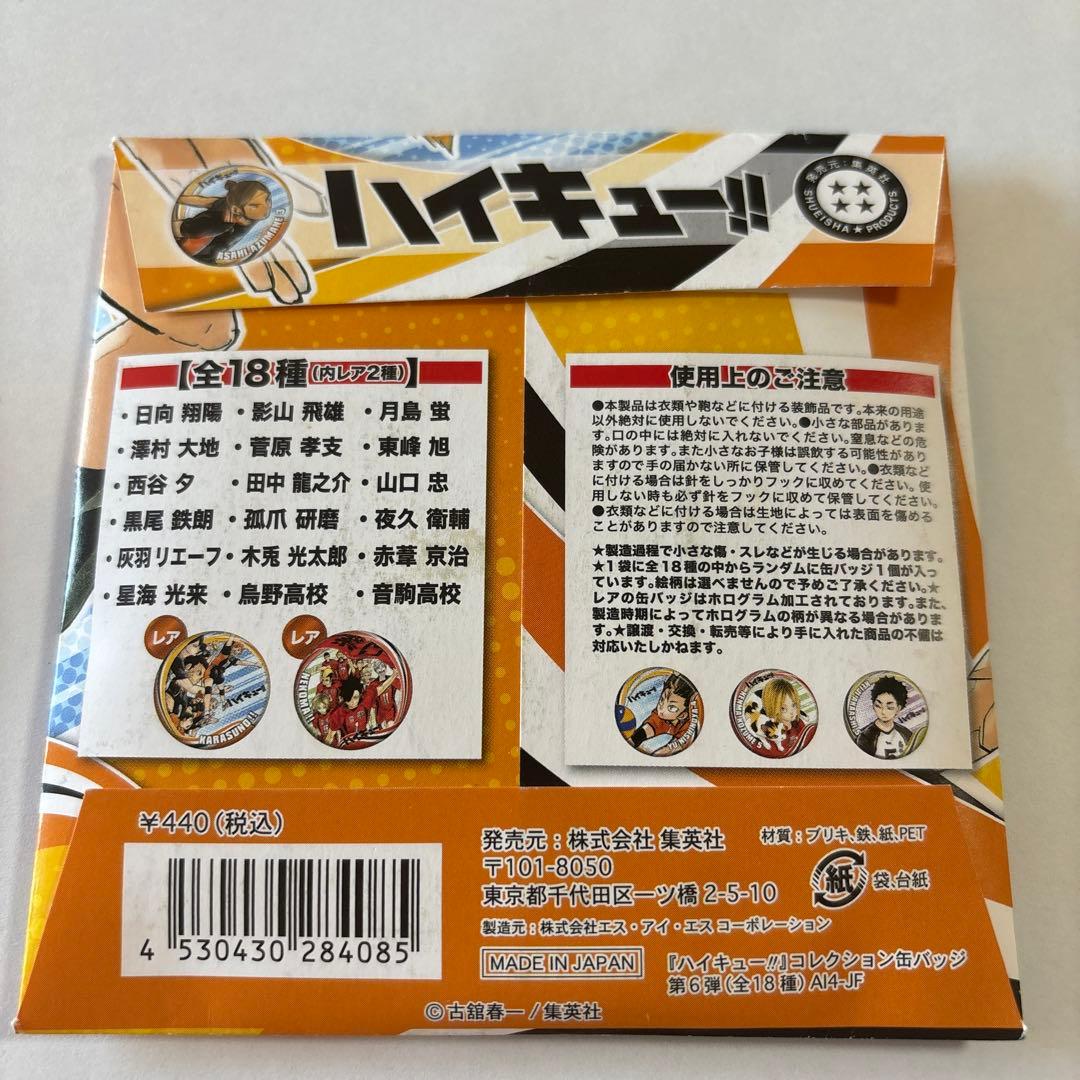 ハイキュー!!
ASAHI AZUMANE 3
発売元：集英社
SHUEISHA ★ PRODUCTS
【全18種(内レア2種)】
・日向 翔陽 ・影山 飛雄 ・月島 蛍
・澤村 大地 ・菅原 孝支 ・東峰 旭
・西谷 夕 ・田中 龍之介 ・山口 忠
・黒尾 鉄朗 ・孤爪 研磨 ・夜久 衛輔
・灰羽 リエーフ ・木兎 光太郎 ・赤葦 京治
・星海 光来 ・烏野高校 ・音駒高校
レア
レア
ハイキュー!!
KARASUNO
NEKOMA
使用上のご注意
●本製品は衣類や鞄などに付ける装飾品です。本来の用途
以外絶対に使用しないでください。●小さな部品がありま
す。口の中には絶対に入れないでください。窒息などの危
険があります。また小さなお子様は誤飲する可能性があり
ますので手の届かない所に保管してください。●衣類など
に付ける場合は針をしっかりフックに収めてください。使
用しない時も必ず針をフックに収めて保管してください。
●衣類などに付ける場合は生地によっては表面を傷める
ことがありますので注意してください。
★製造過程で小さな傷・スレなどが生じる場合があります。
★1袋に全18種の中からランダムに缶バッジ1個が入っ
ています。絵柄は選べませんので予めご了承ください。★
レアの缶バッジはホログラム加工されております。また、
製造時期によってホログラムの柄が異なる場合がありま
す。★譲渡・交換・転売等により手に入れた商品の不備は
対応いたしかねます。
ハイキュー!!
ハイキュー!!
¥440(税込)
4 530430 284085
発売元：株式会社 集英社
〒101-8050
東京都千代田区一ツ橋 2-5-10
製造元：株式会社エス・アイ・エス コーポレーション
MADE IN JAPAN
材質：ブリキ、鉄、紙、PET
紙
袋、台紙
『ハイキュー!!』コレクション缶バッジ
第6弾(全18種) AI4-JF
©古舘春一／集英社